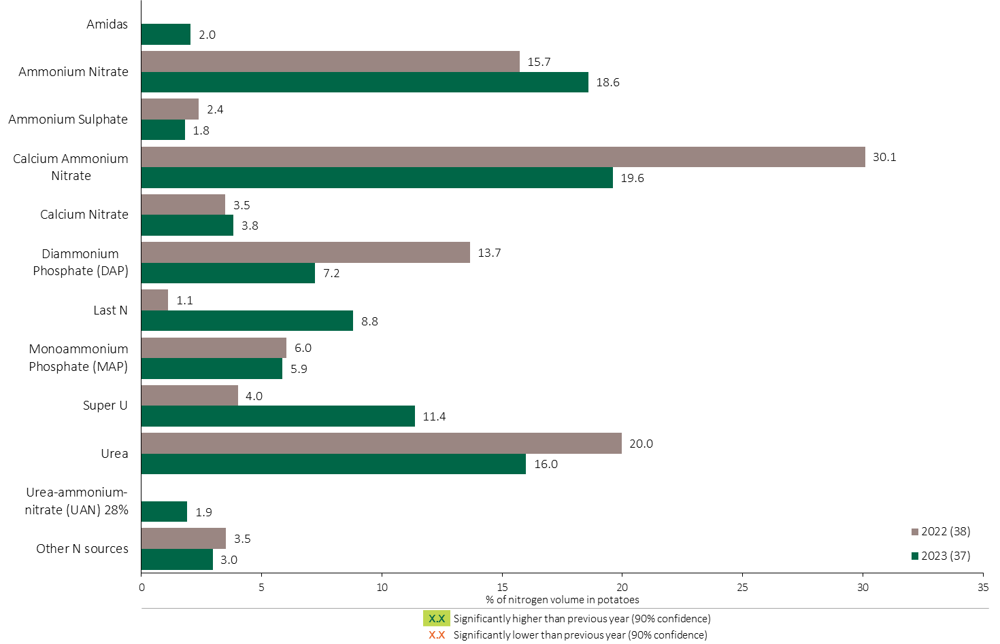 Amidas
2.0
Ammonium Nitrate
15.7
18.6
Ammonium Sulphate
2.4
1.8
Calcium Ammonium
Nitrate
30.1
19.6
Calcium Nitrate
3.5
3.8
Diammonium
Phosphate (DAP)
13.7
7.2
Last N
1.1
8.8
Monoammonium
Phosphate (MAP)
6.0
5.9
Super U
4.0
11.4
Urea
20.0
16.0
Urea-ammonium-
nitrate (UAN) 28%
1.9
Other N sources
3.5
3.0
2022 (38)
2023 (37)
0 5 10 15 20 25 30 35
% of nitrogen volume in potatoes
X.X Significantly higher than previous year (90% confidence)
X.X Significantly lower than previous year (90% confidence)